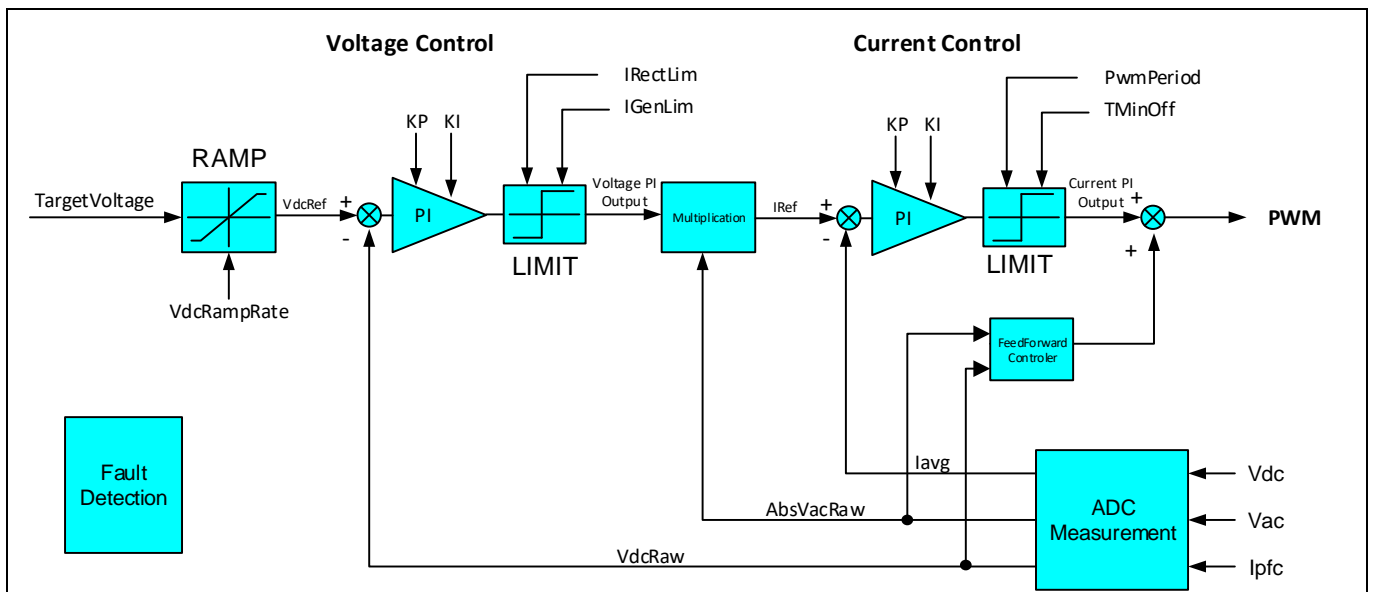 Voltage Control
Current Control
IRectLim
IGenLim
PwmPeriod
TMinOff
KP
KI
KP
KI
RAMP
TargetVoltage
VdcRef
+
-
PI
LIMIT
Voltage PI
Output
Multiplication
IRef
+
-
PI
LIMIT
Current PI
Output
+
+
PWM
VdcRampRate
FeedForward
Controler
Fault
Detection
Iavg
AbsVacRaw
VdcRaw
ADC
Measurement
Vdc
Vac
Ipfc